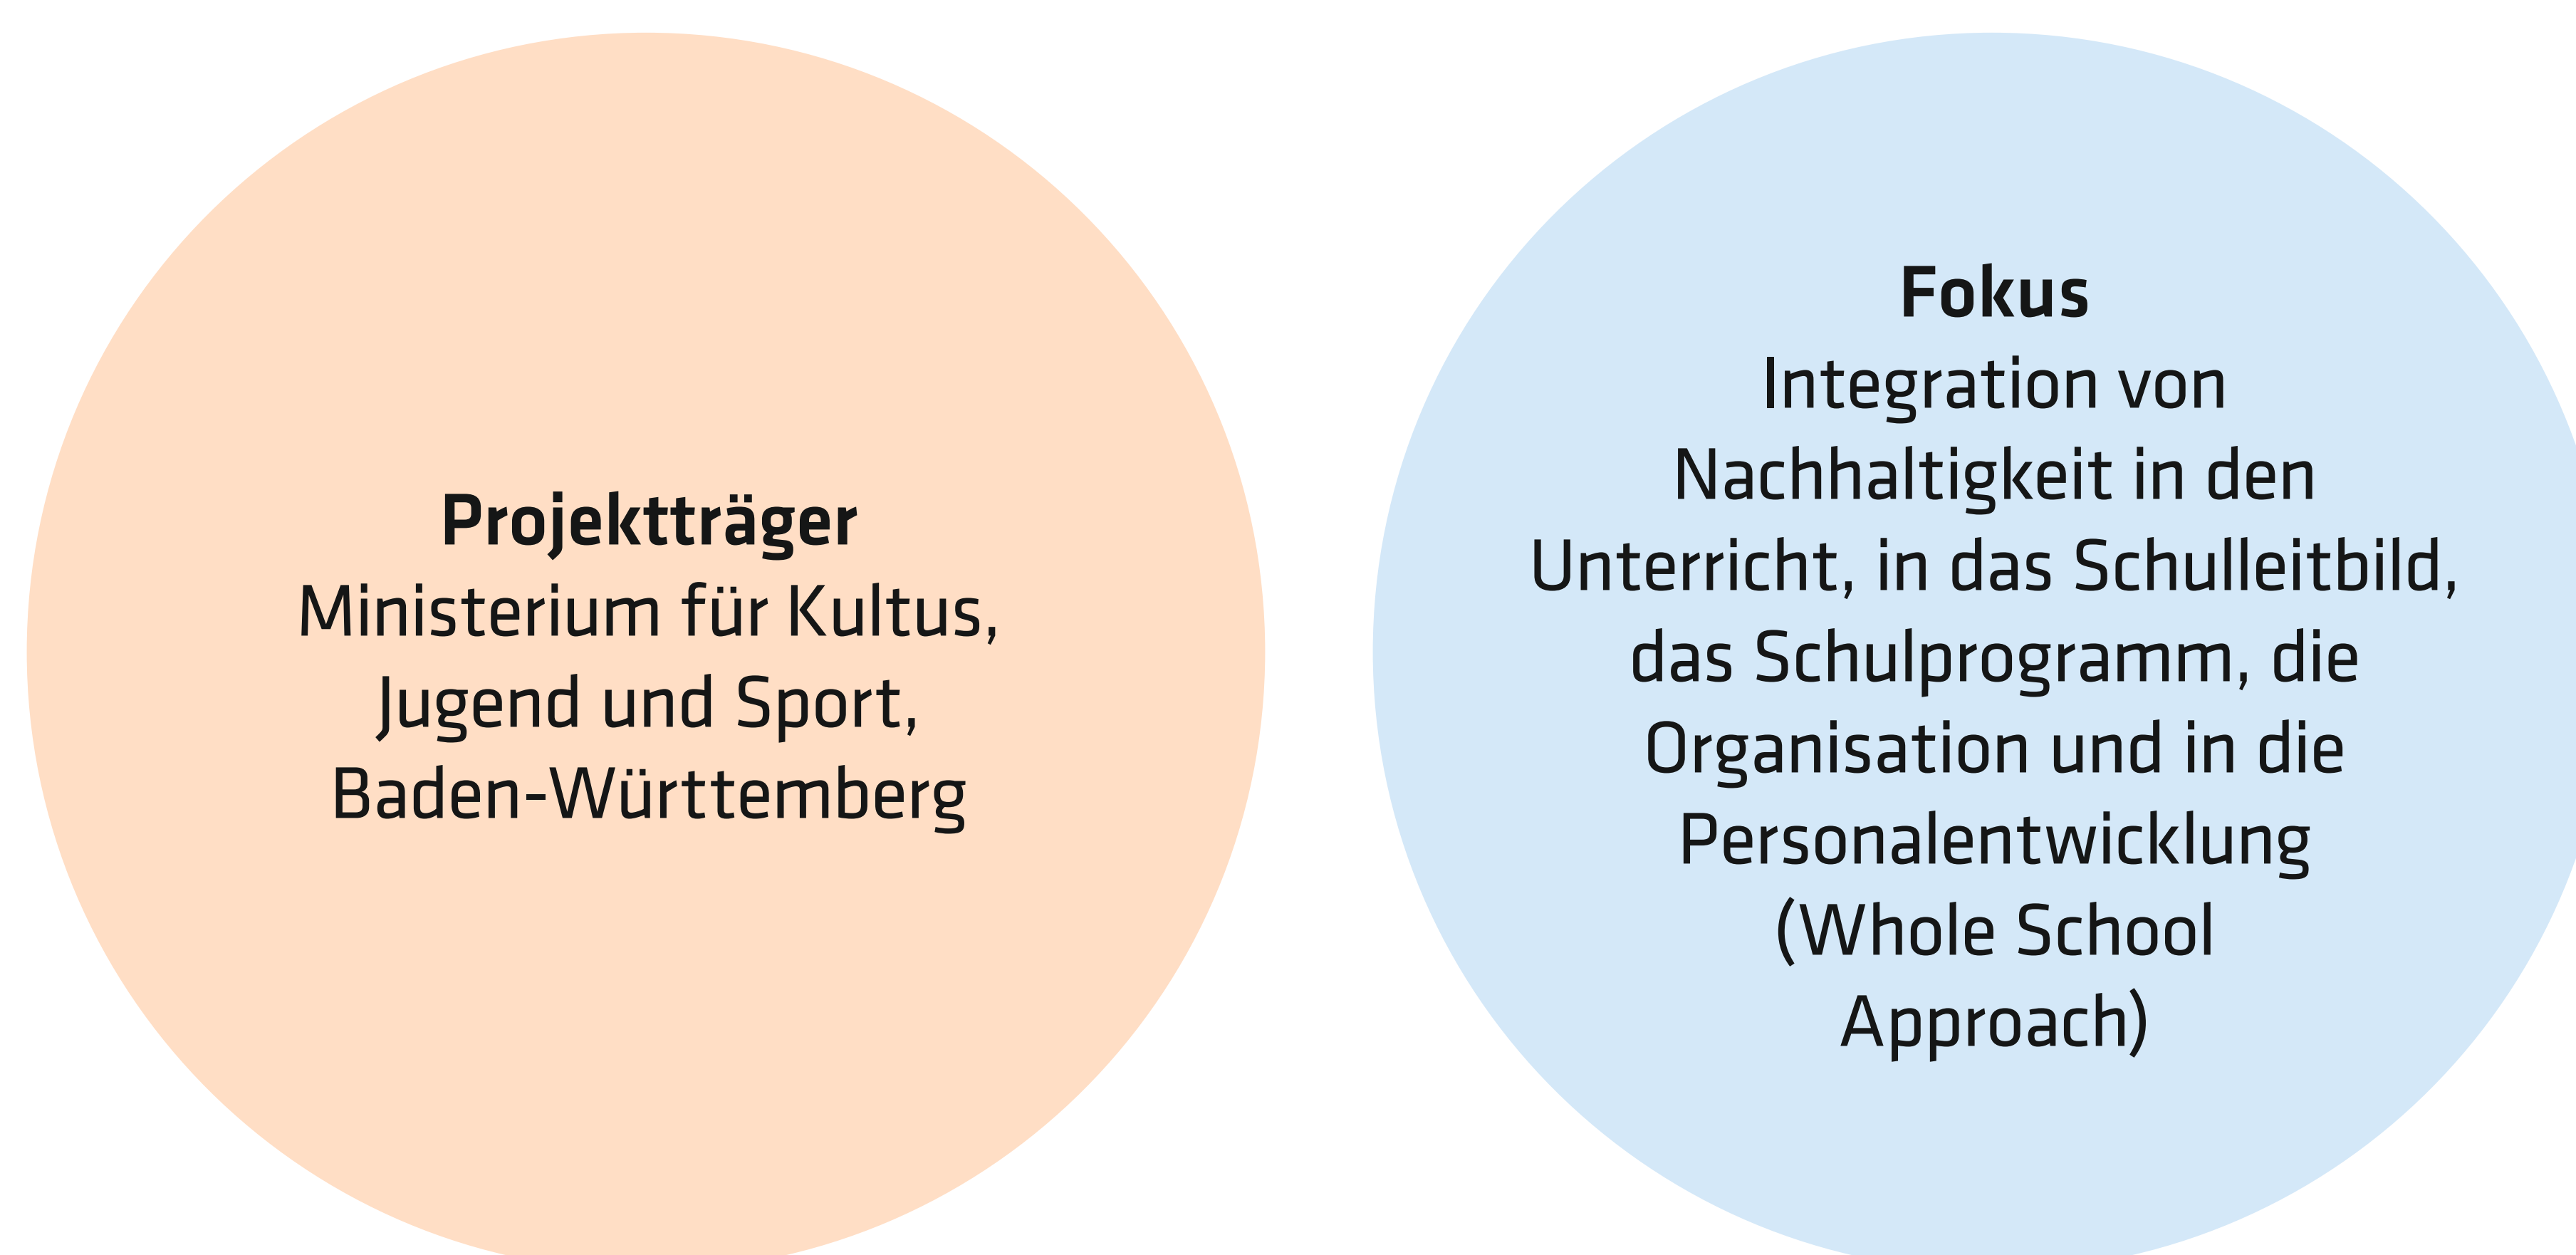 Projektträger
Ministerium für Kultus,
Jugend und Sport,
Baden-Württemberg
Fokus
Integration von
Nachhaltigkeit in den
Unterricht, in das Schulleitbild,
das Schulprogramm, die
Organisation und in die
Personalentwicklung
(Whole School
Approach)